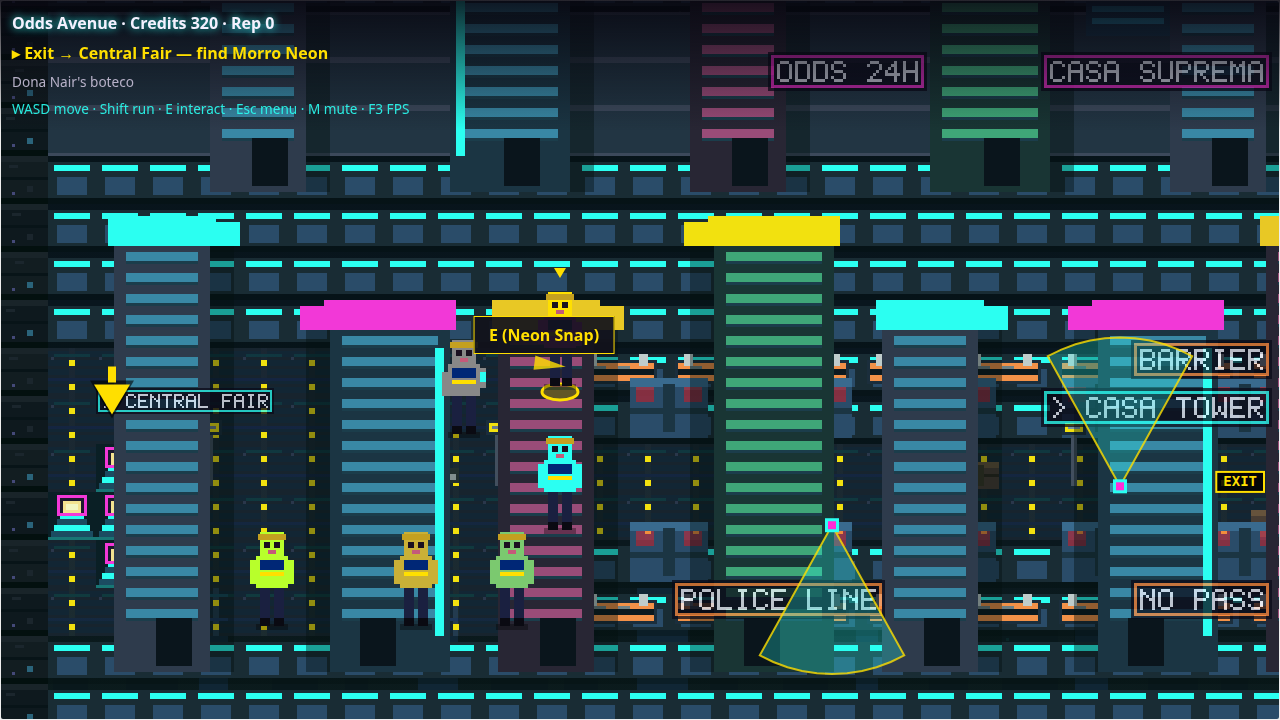 Odds Avenue · Credits 320 · Rep 0
▸ Exit → Central Fair — find Morro Neon
Dona Nair's boteco
WASD move · Shift run · E interact · Esc menu · M mute · F3 FPS
ODDS 24H
CASA SUPREMA
E (Neon Snap)
BARRIER
CENTRAL FAIR
> CASA TOWER
EXIT
POLICE LINE
NO PASS